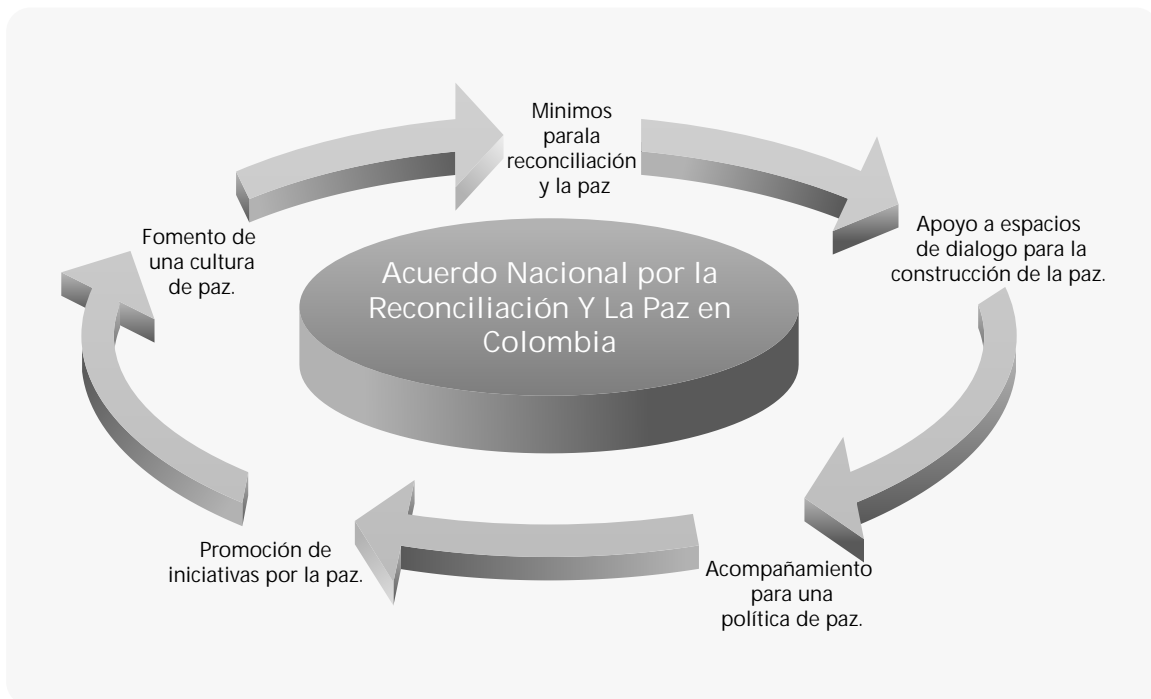 Minimos
parala
reconciliación
y la paz
Apoyo a espacios
de dialogo para la
construcción de la paz.
Acompañamiento
para una
política de paz.
Promoción de
iniciativas por la paz.
Fomento de
una cultura
de paz.
Acuerdo Nacional por la
Reconciliación Y La Paz en
Colombia